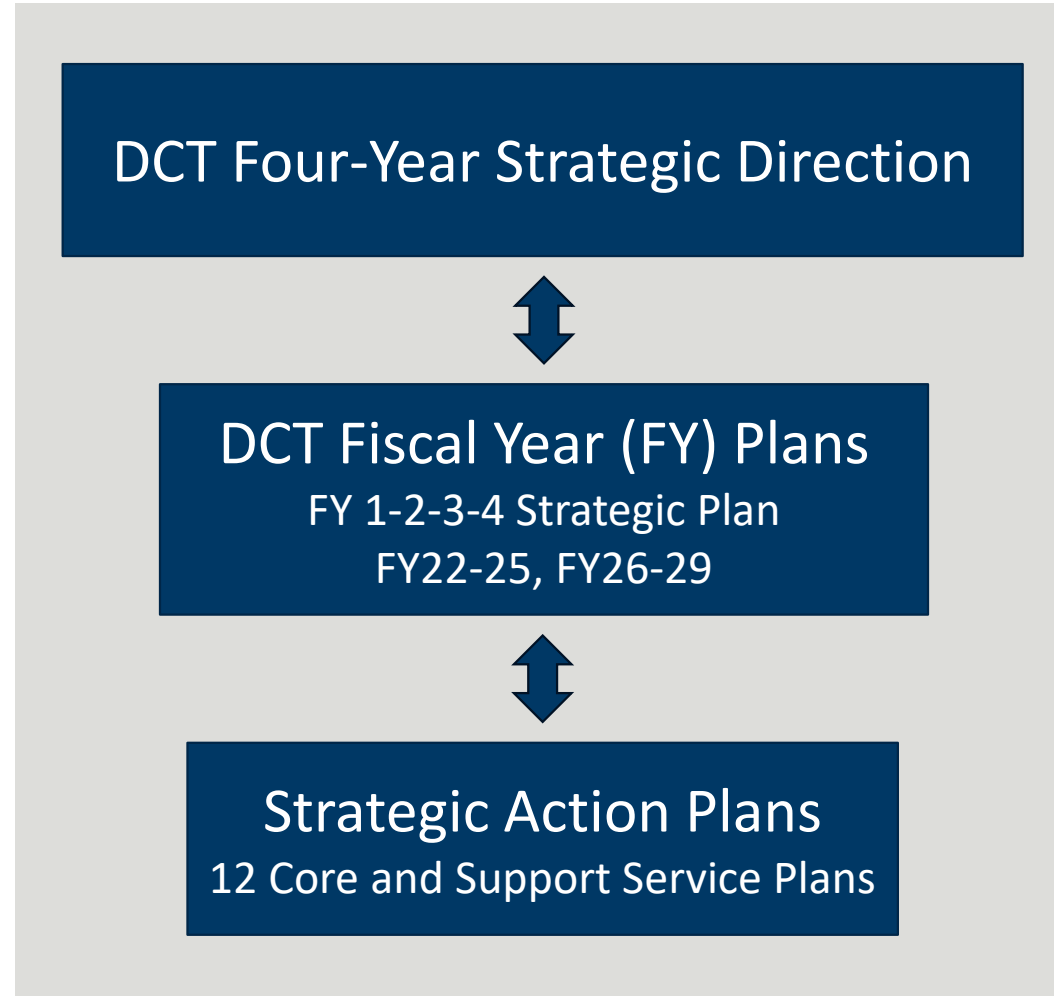 DCT Four-Year Strategic Direction
DCT Fiscal Year (FY) Plans
FY 1-2-3-4 Strategic Plan
FY22-25, FY26-29
Strategic Action Plans
12 Core and Support Service Plans